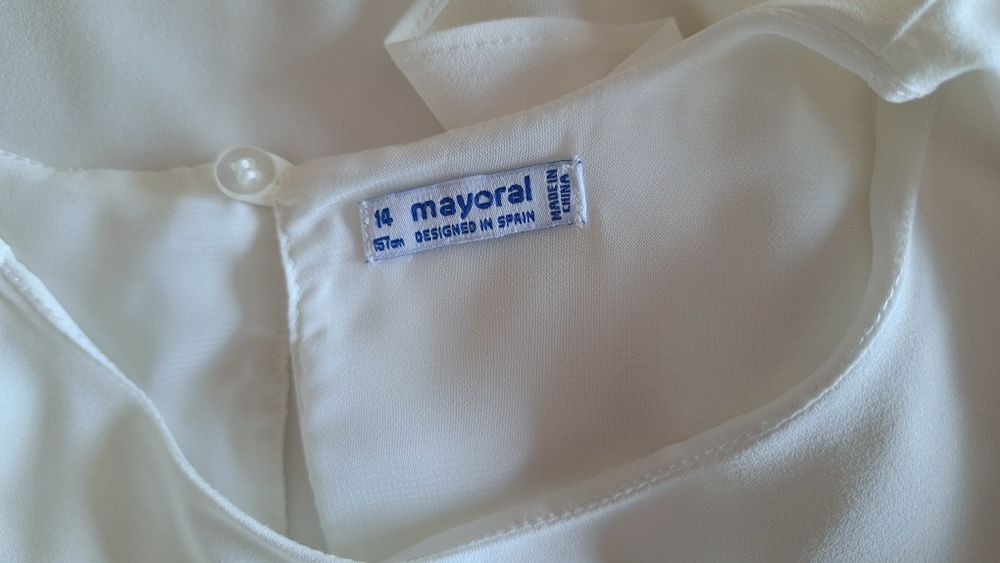 14 mayoral
157cm DESIGNED IN SPAIN
MADE IN
CHINA